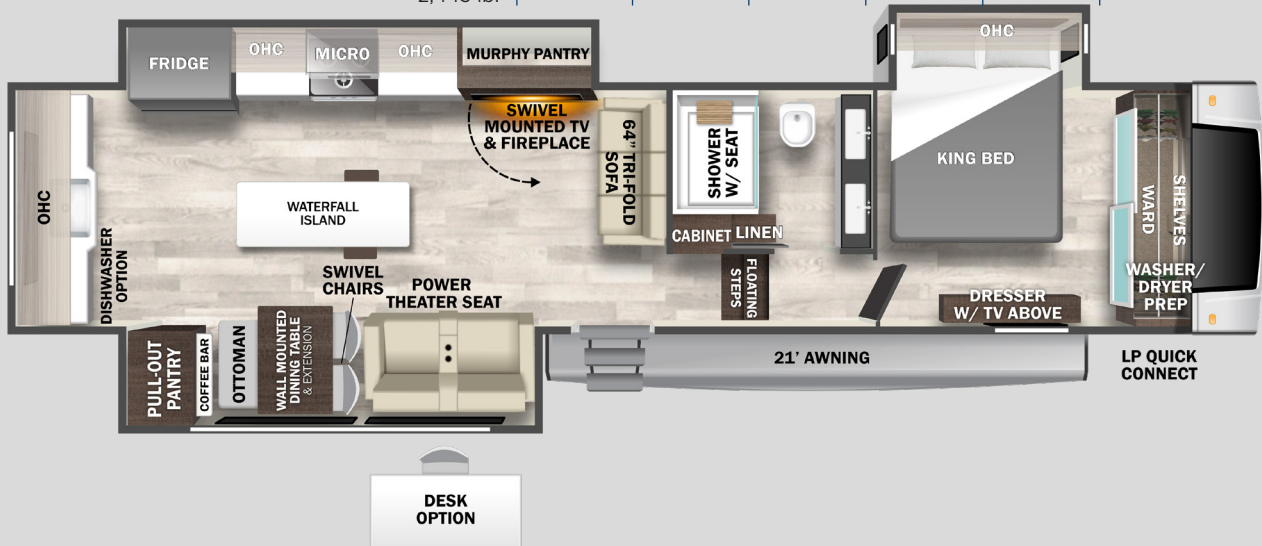 FRIDGE
OHC
MICRO
OHC
MURPHY PANTRY
SWIVEL
MOUNTED TV
& FIREPLACE
64" TRI-FOLD
SOFA
SHOWER
W/ SEAT
CABINET
LINEN
FLOATING
STEPS
OHC
KING BED
DRESSER
W/ TV ABOVE
WARD
SHELVES
WASHER/
DRYER
PREP
OHC
DISHWASHER
OPTION
WATERFALL
ISLAND
SWIVEL
CHAIRS
POWER
THEATER SEAT
PULL-OUT
PANTRY
COFFEE BAR
OTTOMAN
WALL MOUNTED
DINING TABLE
& EXTENSION
21' AWNING
LP QUICK
CONNECT
DESK
OPTION